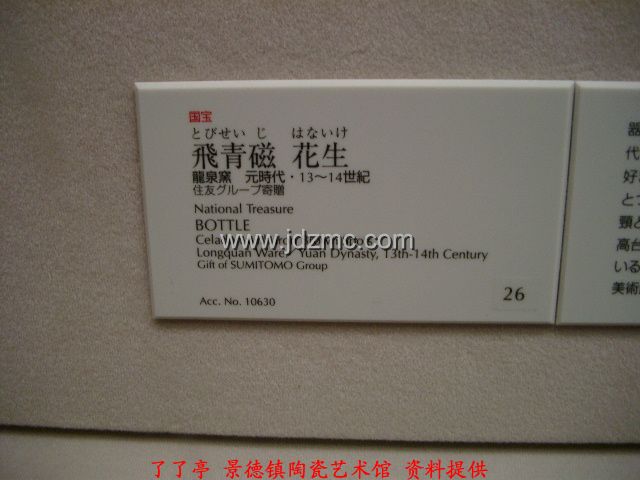 国宝
とびせい じ はないけ
飛青磁 花生
龍泉窯 元時代・13〜14世紀
住友グループ寄贈
National Treasure
BOTTLE
Longquan Ware, Yuan Dynasty, 13th-14th Century
Gift of SUMITOMO Group
Acc. No. 10630
26
www.jdzmc.com
器
代
好
とつ
頸
高台
いる
美術
了了亭 景德镇陶瓷艺术馆 资料提供